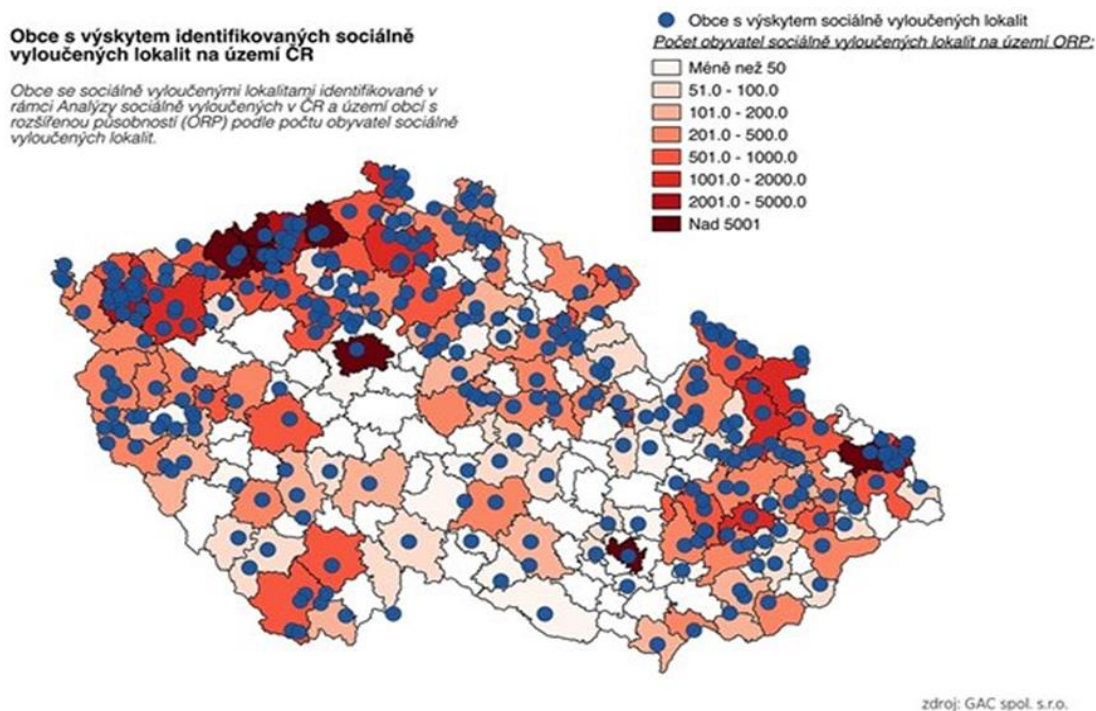 Obce s výskytem identifikovaných sociálně
vyloučených lokalit na území ČR
Obce se sociálně vyloučenými lokalitami identifikované v
rámci Analýzy sociálně vyloučených v ČR a území obcí s
rozšířenou působností (ORP) podle počtu obyvatel sociálně
vyloučených lokalit.
Obce s výskytem sociálně vyloučených lokalit
Počet obyvatel sociálně vyloučených lokalit na území ORP:
Méně než 50
51.0 - 100.0
101.0 - 200.0
201.0 - 500.0
501.0 - 1000.0
1001.0 - 2000.0
2001.0 - 5000.0
Nad 5001
zdroj: GAC spol. s.r.o.